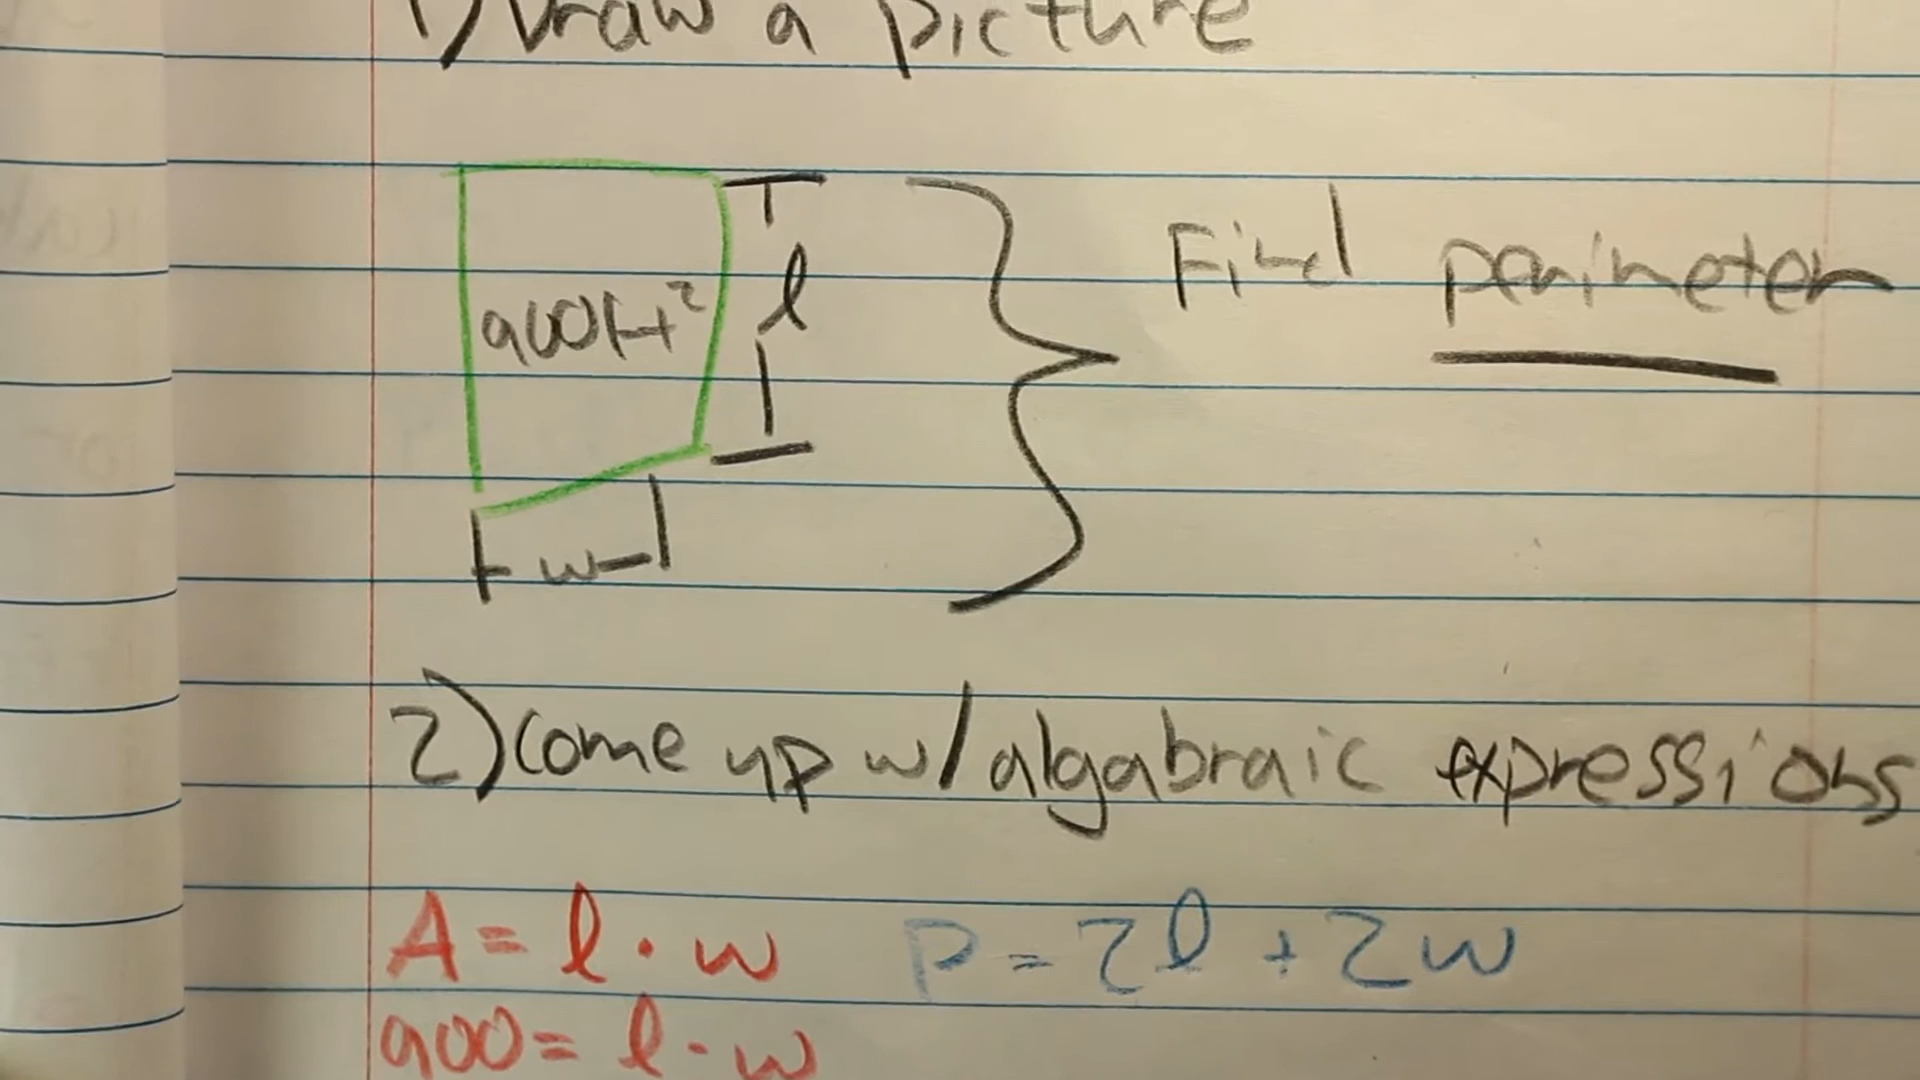 1) Draw a picture
900ft²
l
Find perimeter
w
2) come up w/ algabraic expressions
A = l · w
P = 2l + 2w
900 = l · w